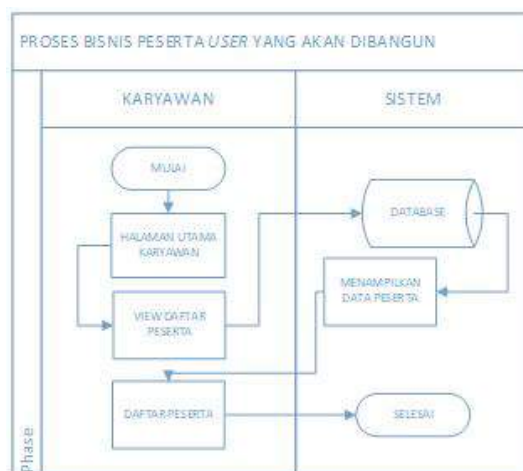 PROSES BISNIS PESERTA USER YANG AKAN DIBANGUN
KARYAWAN
SISTEM
MULAI
HALAMAN UTAMA
KARYAWAN
DATABASE
MENAMPILKAN
DATA PESERTA
VIEW DAFTAR
PESERTA
DAFTAR PESERTA
SELESAI
Phase